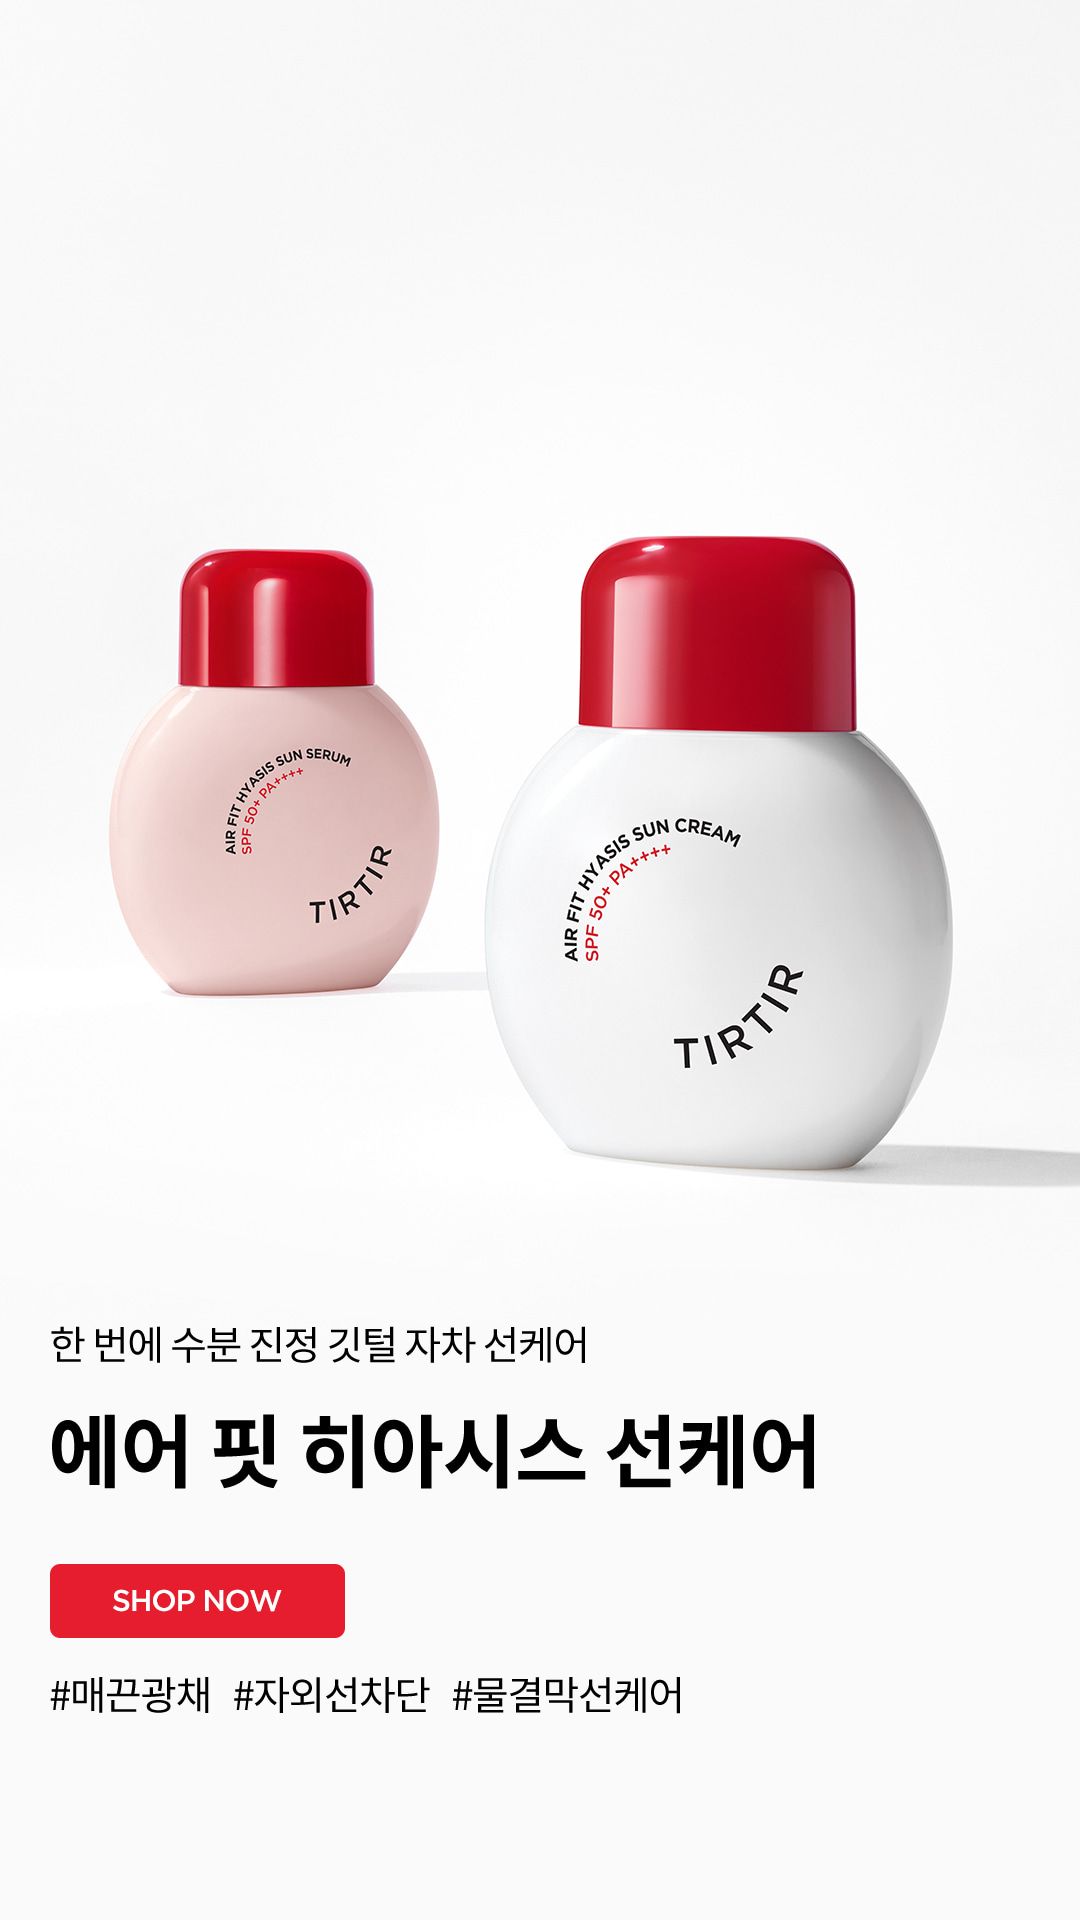 AIR FIT HYASIS SUN SERUM
SPF 50+ PA++++
TIRTIR
AIR FIT HYASIS SUN CREAM
SPF 50+ PA++++
TIRTIR
한 번에 수분 진정 깃털 자차 선케어
에어 핏 히아시스 선케어
SHOP NOW
#매끈광채 #자외선차단 #물결막선케어